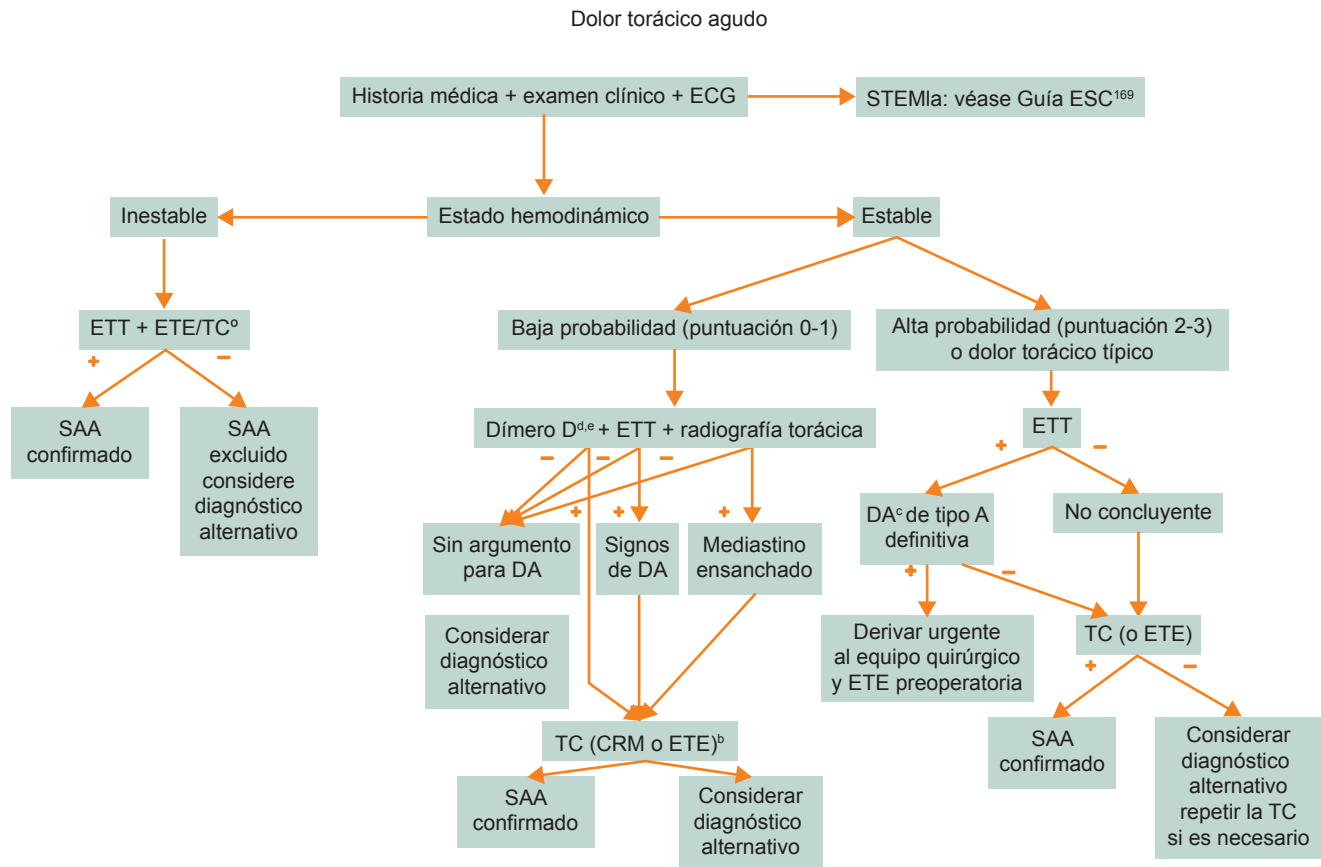 Dolor torácico agudo
Historia médica + examen clínico + ECG
STEMIa: véase Guía ESC¹⁶⁹
Inestable
Estado hemodinámico
Estable
ETT + ETE/TCº
Baja probabilidad (puntuación 0-1)
Alta probabilidad (puntuación 2-3)
o dolor torácico típico
+
–
SAA
confirmado
SAA
excluido
considere
diagnóstico
alternativo
Dímero Dᵈ,ᵉ + ETT + radiografía torácica
ETT
–
–
–
+
+
+
+
–
Sin argumento
para DA
Signos
de DA
Mediastino
ensanchado
DAᶜ de tipo A
definitiva
No concluyente
+
–
Considerar
diagnóstico
alternativo
Derivar urgente
al equipo quirúrgico
y ETE preoperatoria
TC (o ETE)
+
–
TC (CRM o ETE)ᵇ
SAA
confirmado
Considerar
diagnóstico
alternativo
SAA
confirmado
Considerar
diagnóstico
alternativo
repetir la TC
si es necesario